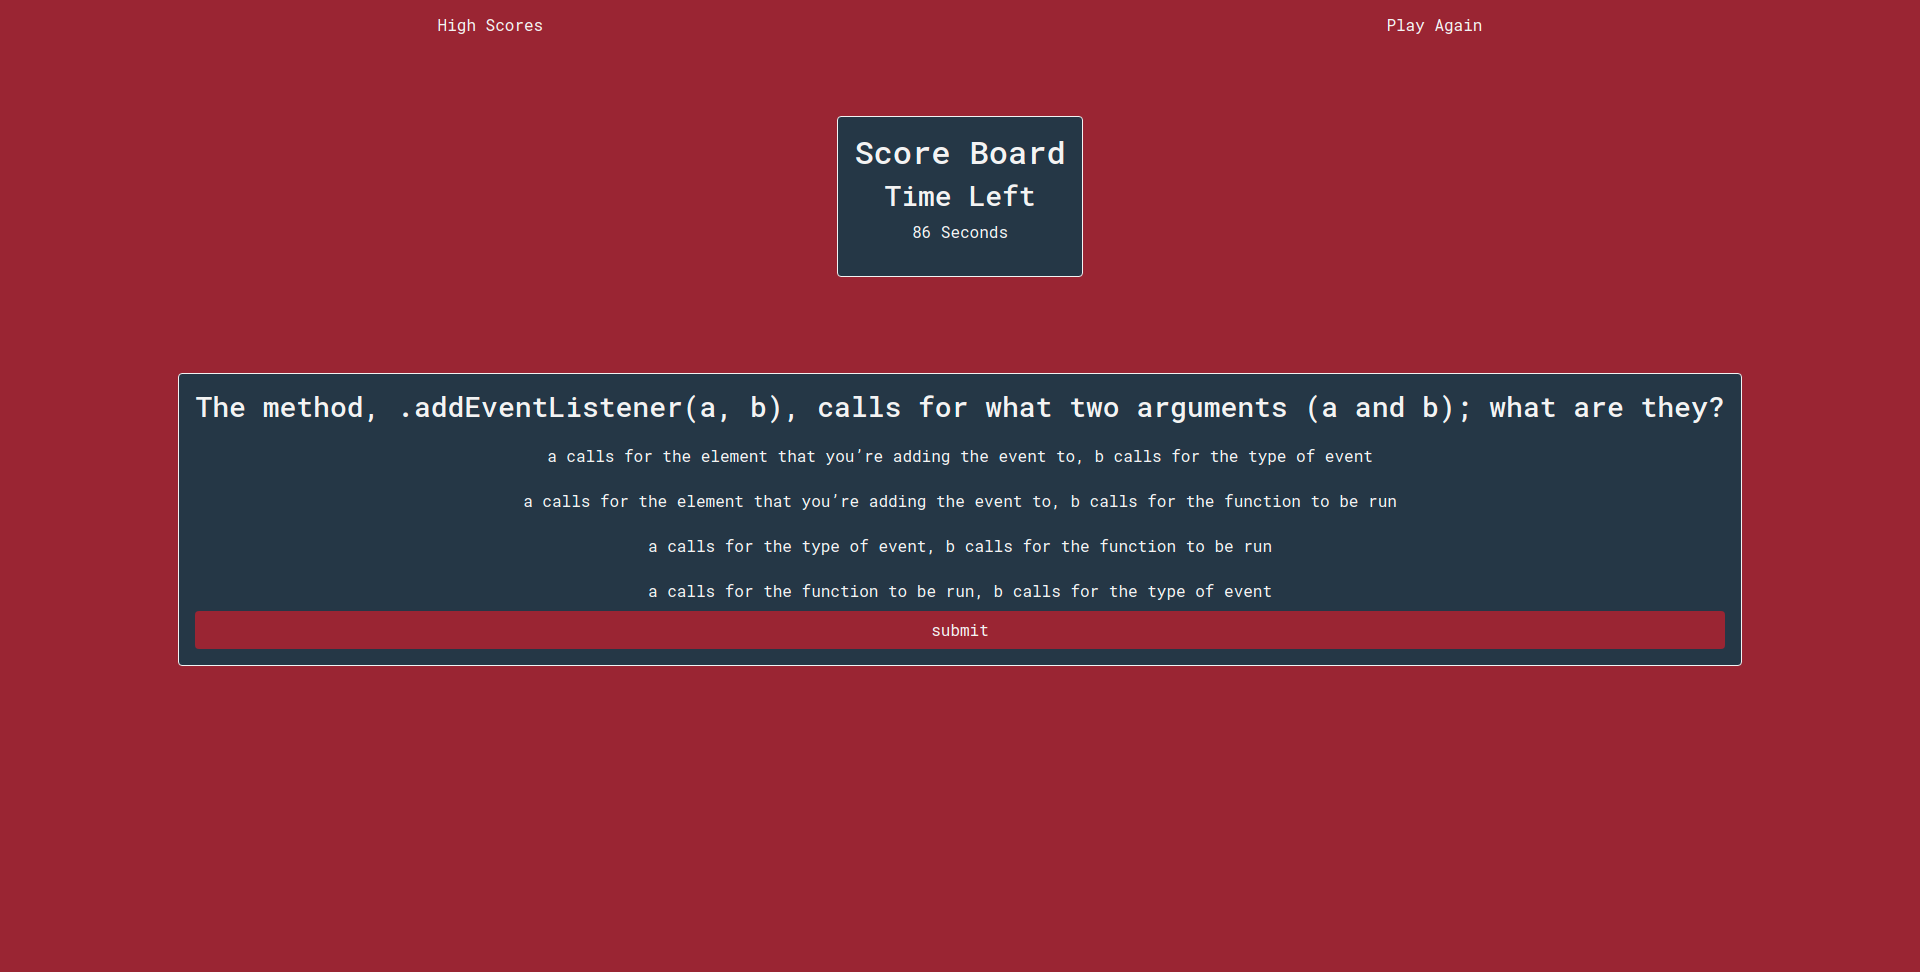 High Scores
Play Again
Score Board
Time Left
86 Seconds
The method, .addEventListener(a, b), calls for what two arguments (a and b); what are they?
a calls for the element that you’re adding the event to, b calls for the type of event
a calls for the element that you’re adding the event to, b calls for the function to be run
a calls for the type of event, b calls for the function to be run
a calls for the function to be run, b calls for the type of event
submit